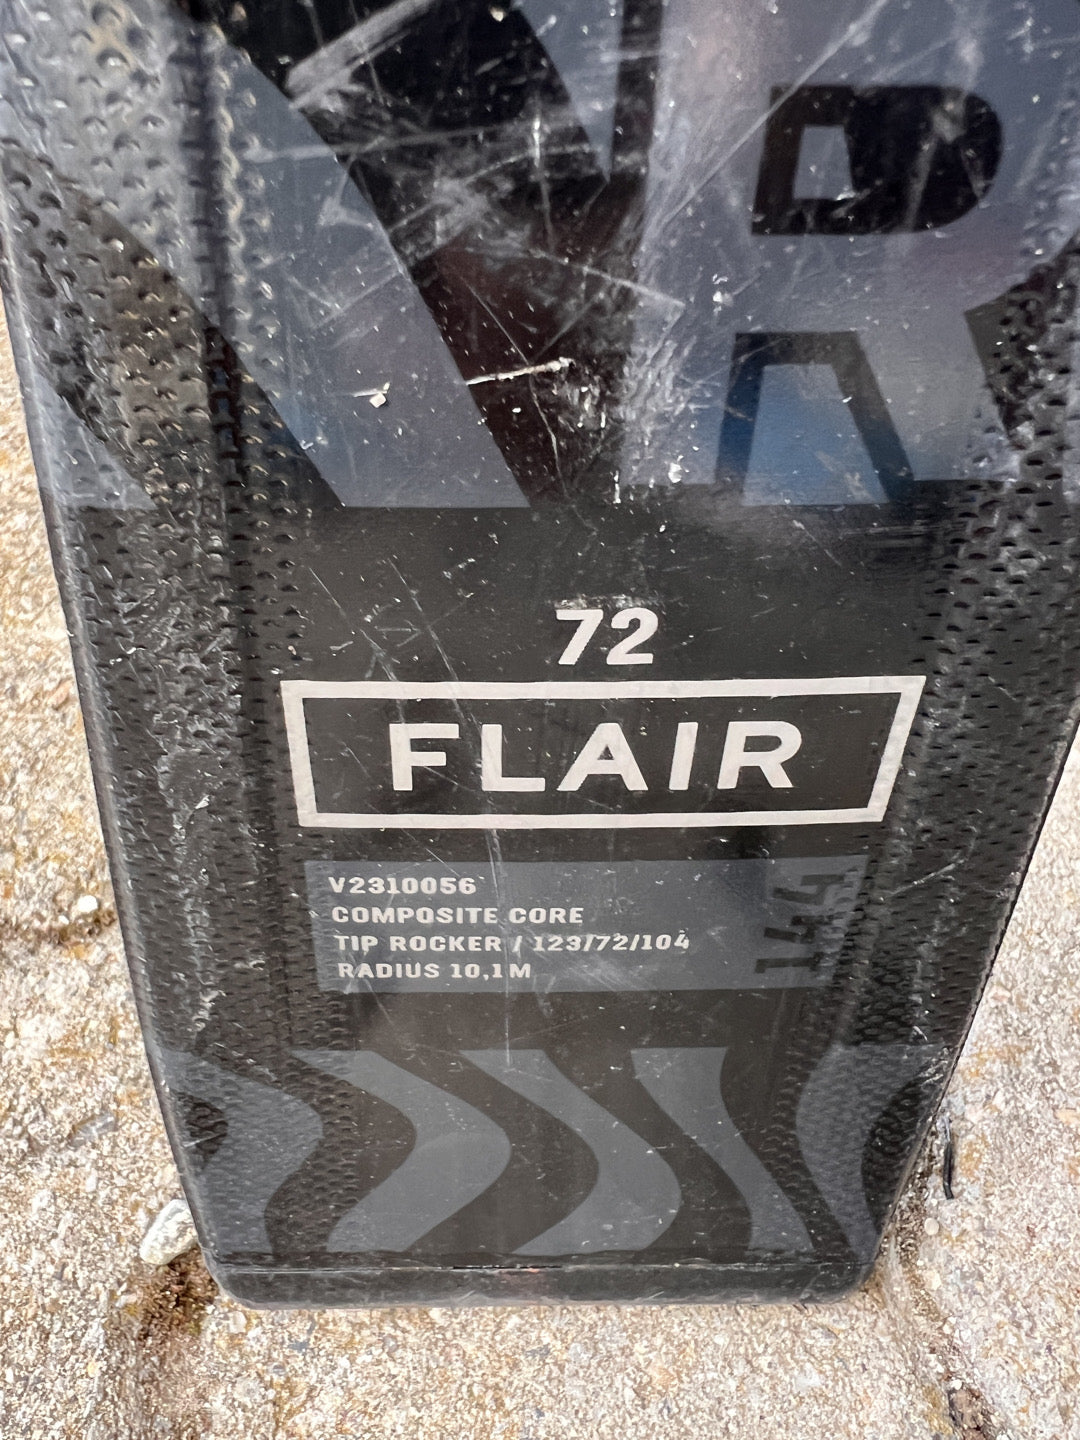 R
72
FLAIR
V2310056
COMPOSITE CORE
TIP ROCKER / 123/72/104
RADIUS 10,1M
144